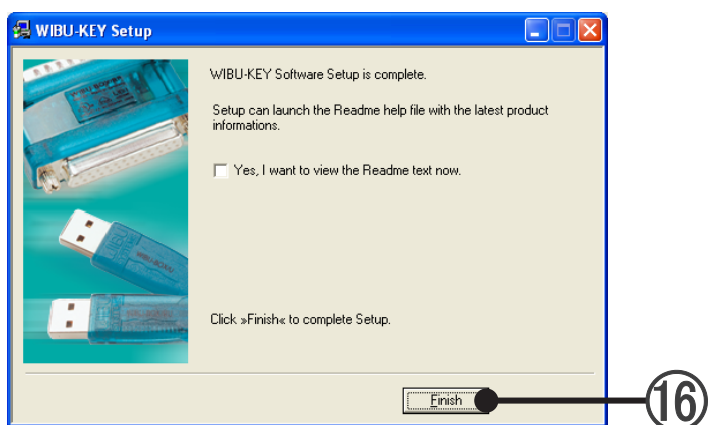 WIBU-KEY Setup
WIBU-KEY Software Setup is complete.
Setup can launch the Readme help file with the latest product
informations.
Yes, I want to view the Readme text now.
Click »Finish« to complete Setup.
Finish
⑯